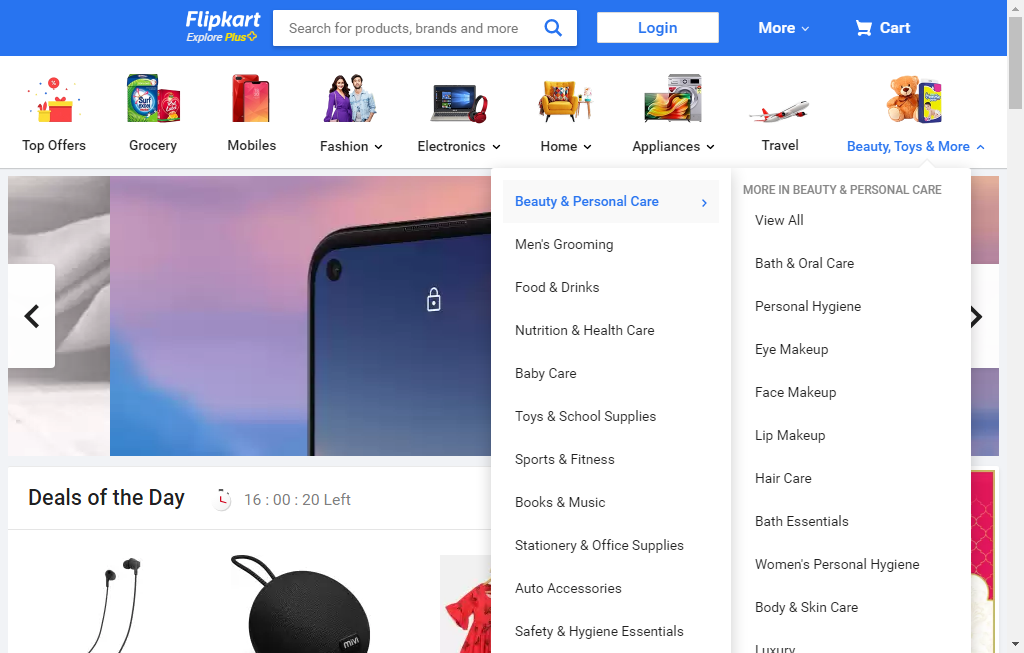 Flipkart
Explore Plus
Search for products, brands and more
Login
More
Cart
Top Offers
Grocery
Mobiles
Fashion
Electronics
Home
Appliances
Travel
Beauty, Toys & More
Beauty & Personal Care
Men's Grooming
Food & Drinks
Nutrition & Health Care
Baby Care
Toys & School Supplies
Sports & Fitness
Books & Music
Stationery & Office Supplies
Auto Accessories
Safety & Hygiene Essentials
MORE IN BEAUTY & PERSONAL CARE
View All
Bath & Oral Care
Personal Hygiene
Eye Makeup
Face Makeup
Lip Makeup
Hair Care
Bath Essentials
Women's Personal Hygiene
Body & Skin Care
Luxury
Deals of the Day
16 : 00 : 20 Left
mivi